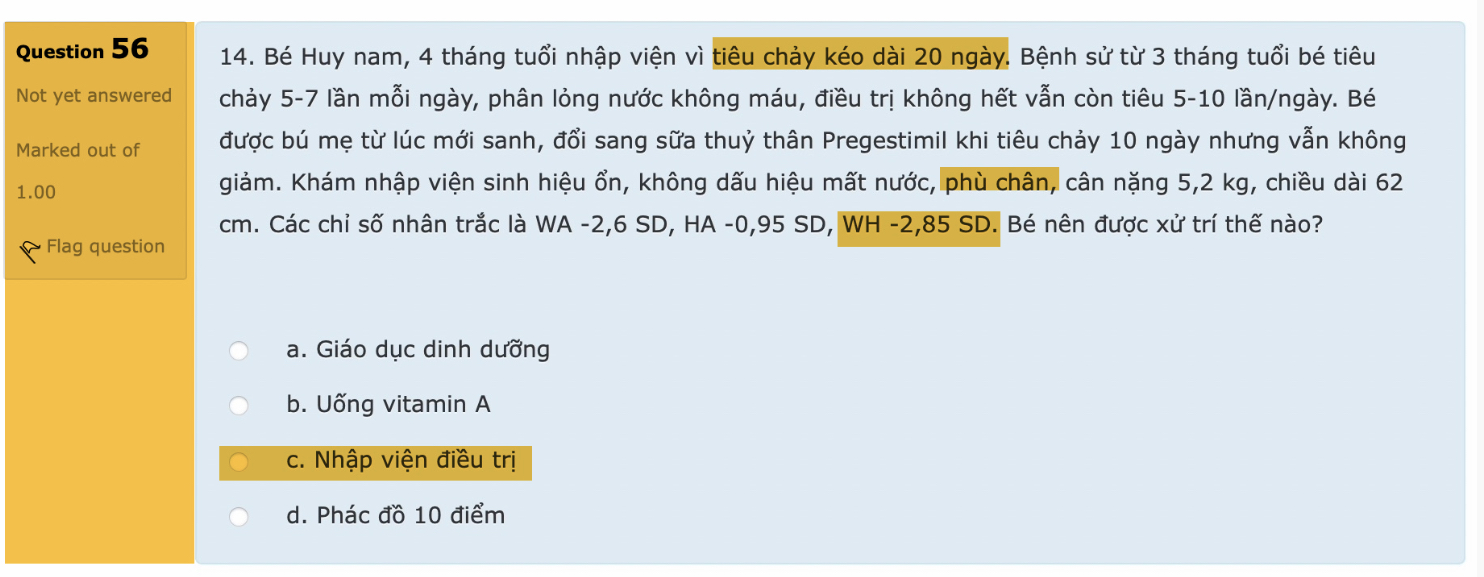 Question 56
Not yet answered
Marked out of
1.00
Flag question
14. Bé Huy nam, 4 tháng tuổi nhập viện vì tiêu chảy kéo dài 20 ngày. Bệnh sử từ 3 tháng tuổi bé tiêu
chảy 5-7 lần mỗi ngày, phân lỏng nước không máu, điều trị không hết vẫn còn tiêu 5-10 lần/ngày. Bé
được bú mẹ từ lúc mới sanh, đổi sang sữa thuỷ thân Pregestimil khi tiêu chảy 10 ngày nhưng vẫn không
giảm. Khám nhập viện sinh hiệu ổn, không dấu hiệu mất nước, phù chân, cân nặng 5,2 kg, chiều dài 62
cm. Các chỉ số nhân trắc là WA -2,6 SD, HA -0,95 SD, WH -2,85 SD. Bé nên được xử trí thế nào?
a. Giáo dục dinh dưỡng
b. Uống vitamin A
c. Nhập viện điều trị
d. Phác đồ 10 điểm